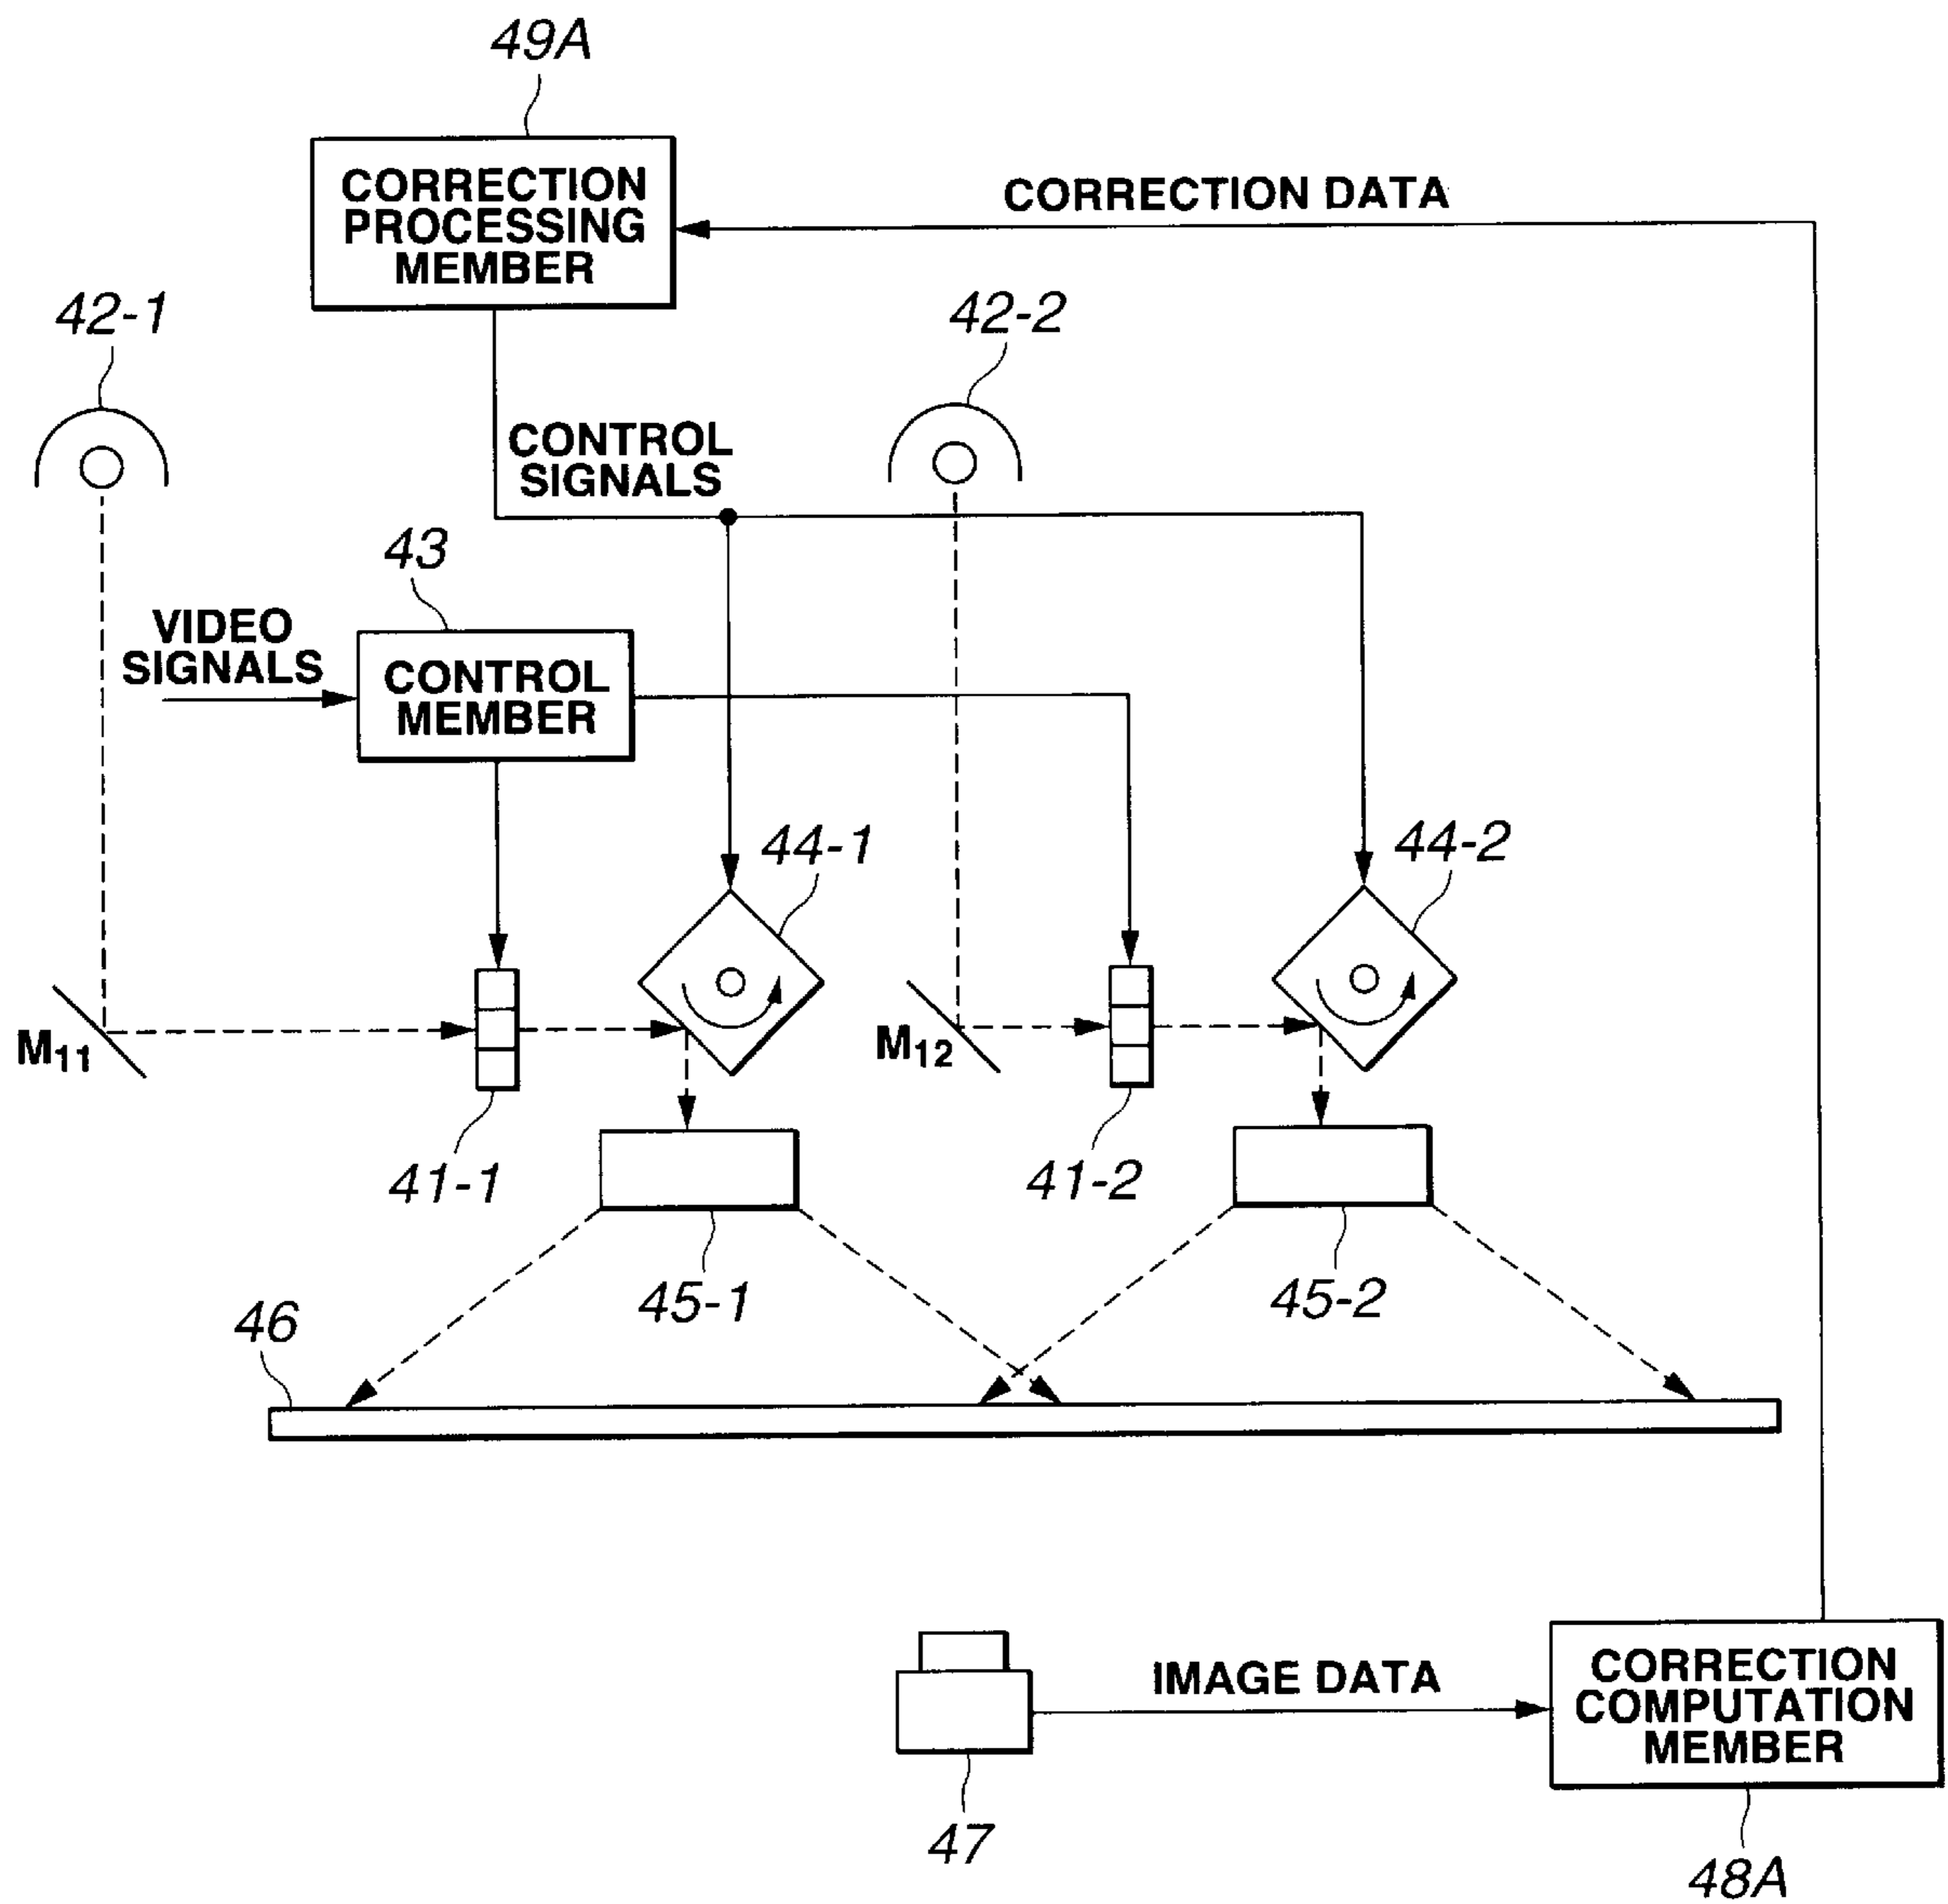 49A
CORRECTION
PROCESSING
MEMBER
CORRECTION DATA
42-1
42-2
CONTROL
SIGNALS
43
VIDEO
SIGNALS
CONTROL
MEMBER
44-1
44-2
M11
M12
41-1
41-2
45-1
45-2
46
IMAGE DATA
CORRECTION
COMPUTATION
MEMBER
47
48A